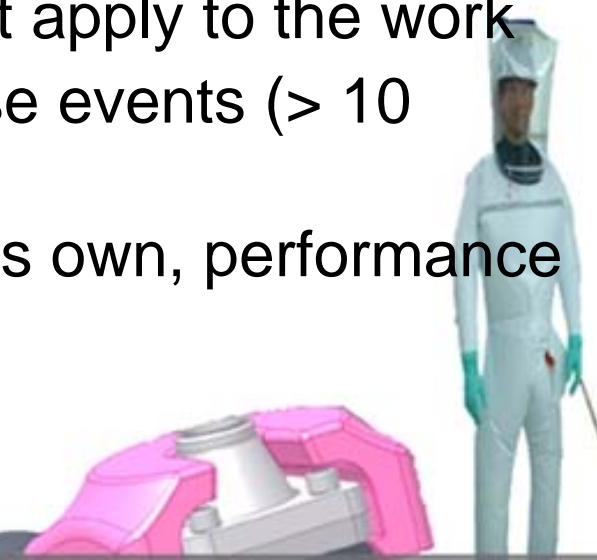 t apply to the work
e events (> 10
s own, performance